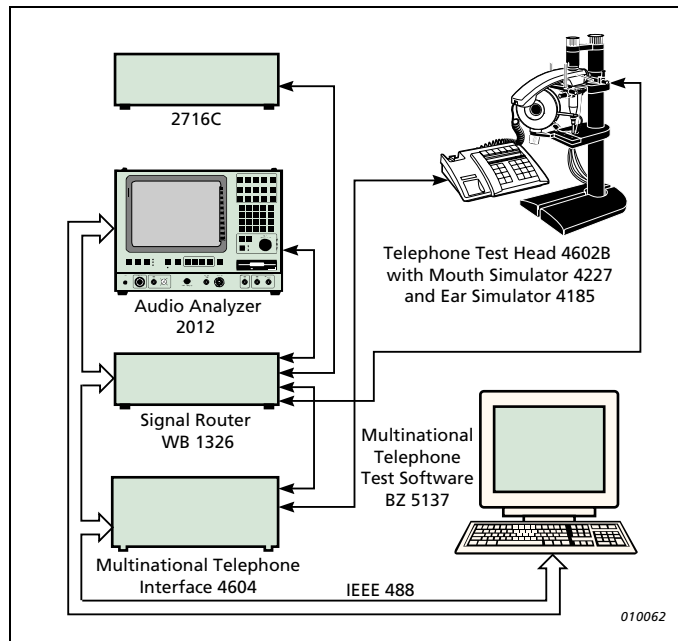 2716C
Audio Analyzer
2012
Signal Router
WB 1326
Multinational Telephone
Interface 4604
Telephone Test Head 4602B
with Mouth Simulator 4227
and Ear Simulator 4185
Multinational
Telephone
Test Software
BZ 5137
IEEE 488
010062